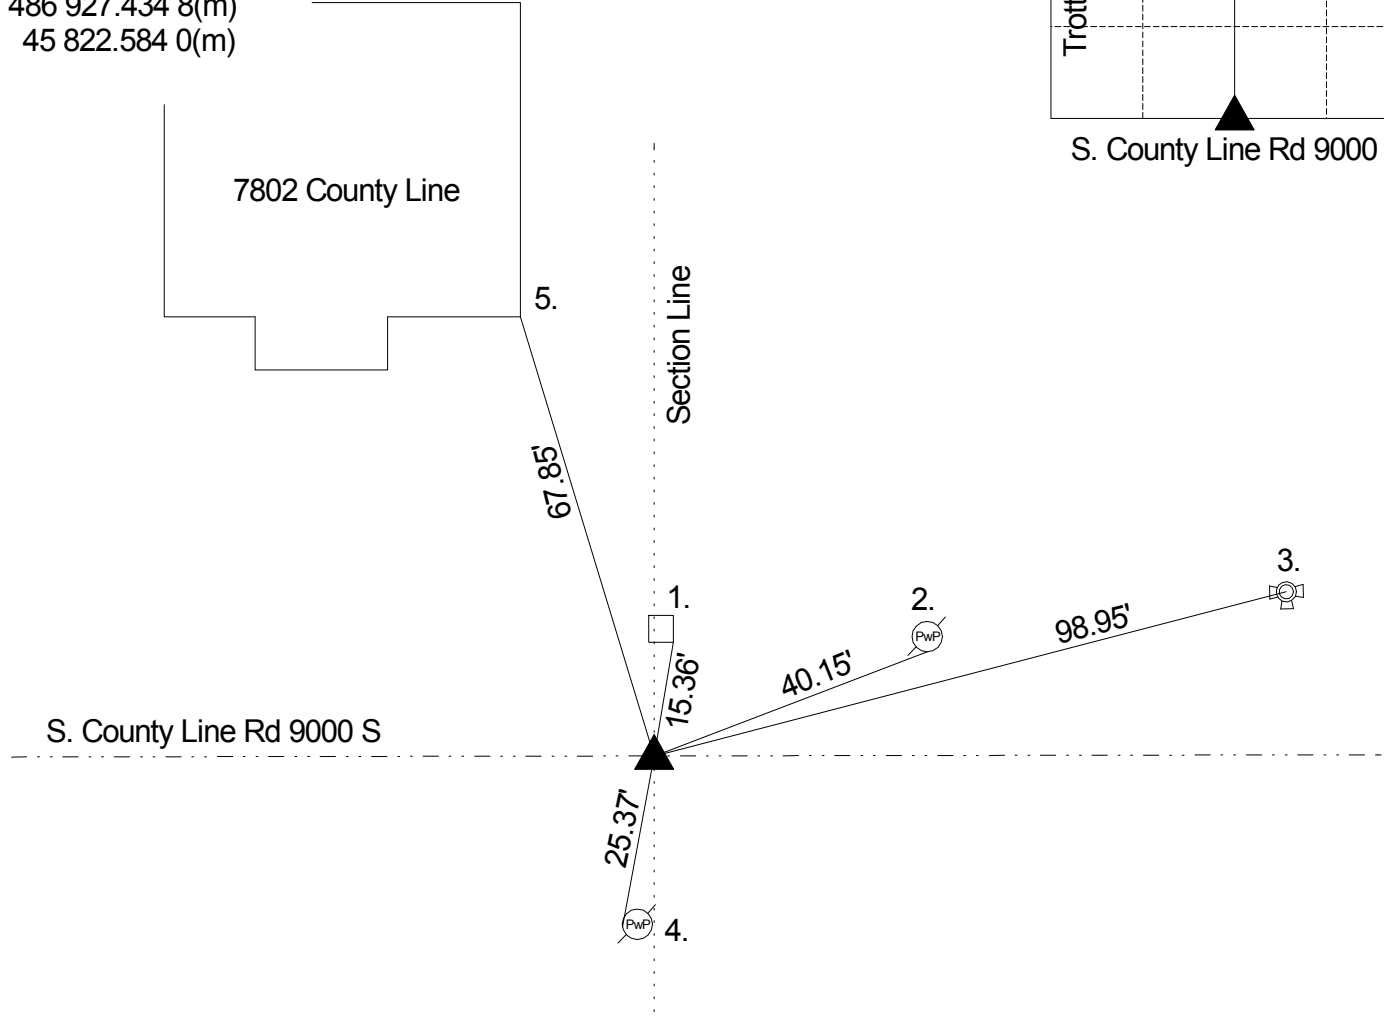 486 927.434 8(m)
45 822.584 0(m)
S. County Line Rd 9000
7802 County Line
5.
Section Line
67.85'
1.
2.
3.
PwP
15.36'
40.15'
98.95'
S. County Line Rd 9000 S
25.37'
PwP
4.